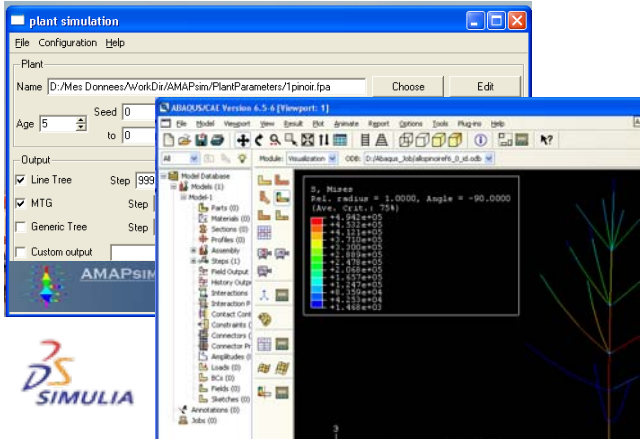 plant simulation
File Configuration Help
Plant
Name D:/Mes Donnees/WorkDir/AMAPsim/PlantParameters/1pinoir.fpa Choose Edit
Age 5 Seed 0
to 0
Output
Line Tree Step 999
MTG Step
Generic Tree Step
Custom output
AMAPsim
ABAQUS/CAE Version 6.5-6 [Viewport: 1]
File Model Viewport View Result Plot Animate Report Options Tools Plug-ins Help
All Module: Visualization ODB: D:/Abaqus_Job/allopinoref6_0_id.odb
Model Database
Models (1)
Model-1
Parts (0)
Materials (0)
Sections (0)
Profiles (0)
Assembly
Steps (1)
Field Output
History Outp
Interactions
Interaction P
Contact Cont
Constraints (
Connectors (
Connector Pr
Amplitudes (0
Loads (0)
BCs (0)
Fields (0)
Sketches (0)
Annotations (0)
Jobs (0)
S, Mises
Rel. radius = 1.0000, Angle = -90.0000
(Ave. Crit.: 75%)
+4.942e+05
+4.532e+05
+4.121e+05
+3.710e+05
+3.300e+05
+2.889e+05
+2.478e+05
+2.068e+05
+1.657e+05
+1.247e+05
+8.359e+04
+4.253e+04
+1.468e+03
3
SIMULIA